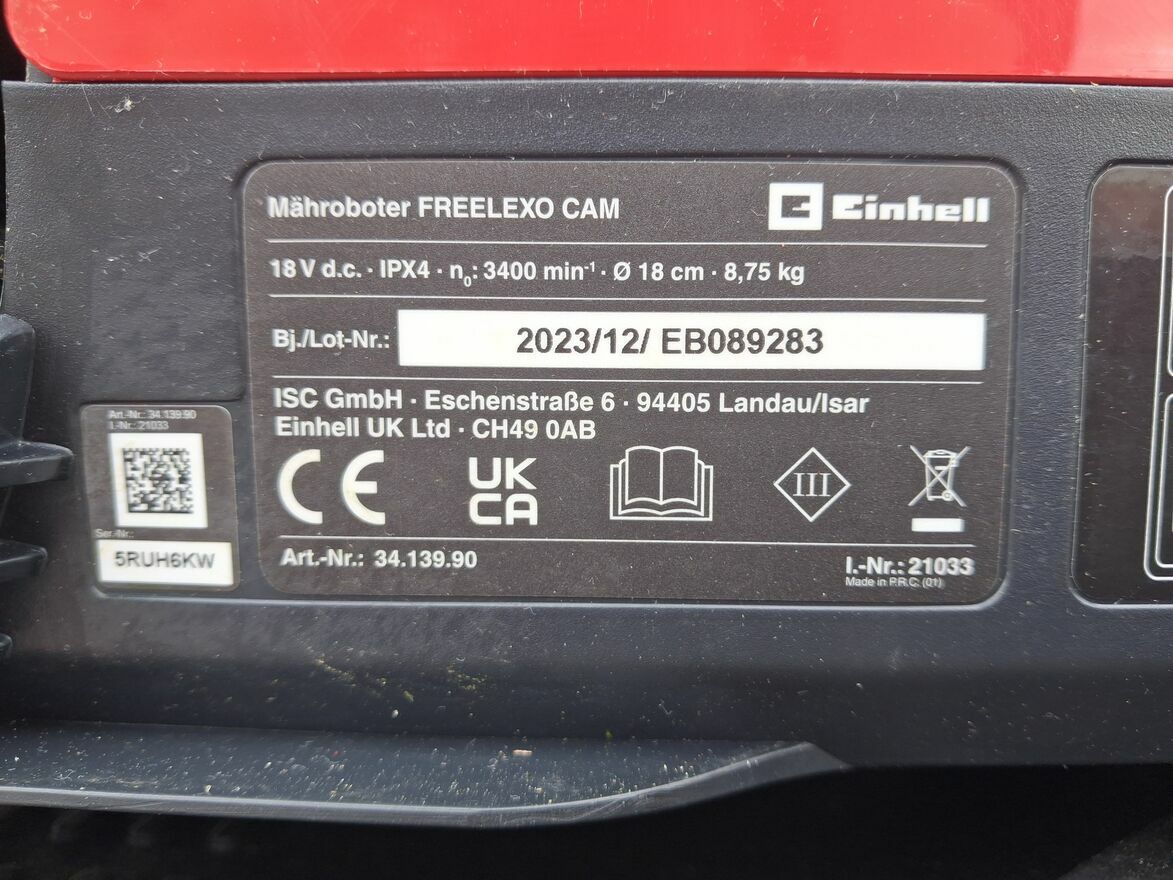 Mähroboter FREELEXO CAM
Einhell
18 V d.c. · IPX4 · n₀: 3400 min⁻¹ · Ø 18 cm · 8,75 kg
Bj./Lot-Nr.: 2023/12/ EB089283
ISC GmbH · Eschenstraße 6 · 94405 Landau/Isar
Einhell UK Ltd · CH49 0AB
CE
UK
CA
III
Art.-Nr.: 34.139.90
I.-Nr.: 21033
Made in P.R.C. (01)
Art.-Nr.: 34.139.90
I.-Nr.: 21033
Ser.-Nr.:
5RUH6KW